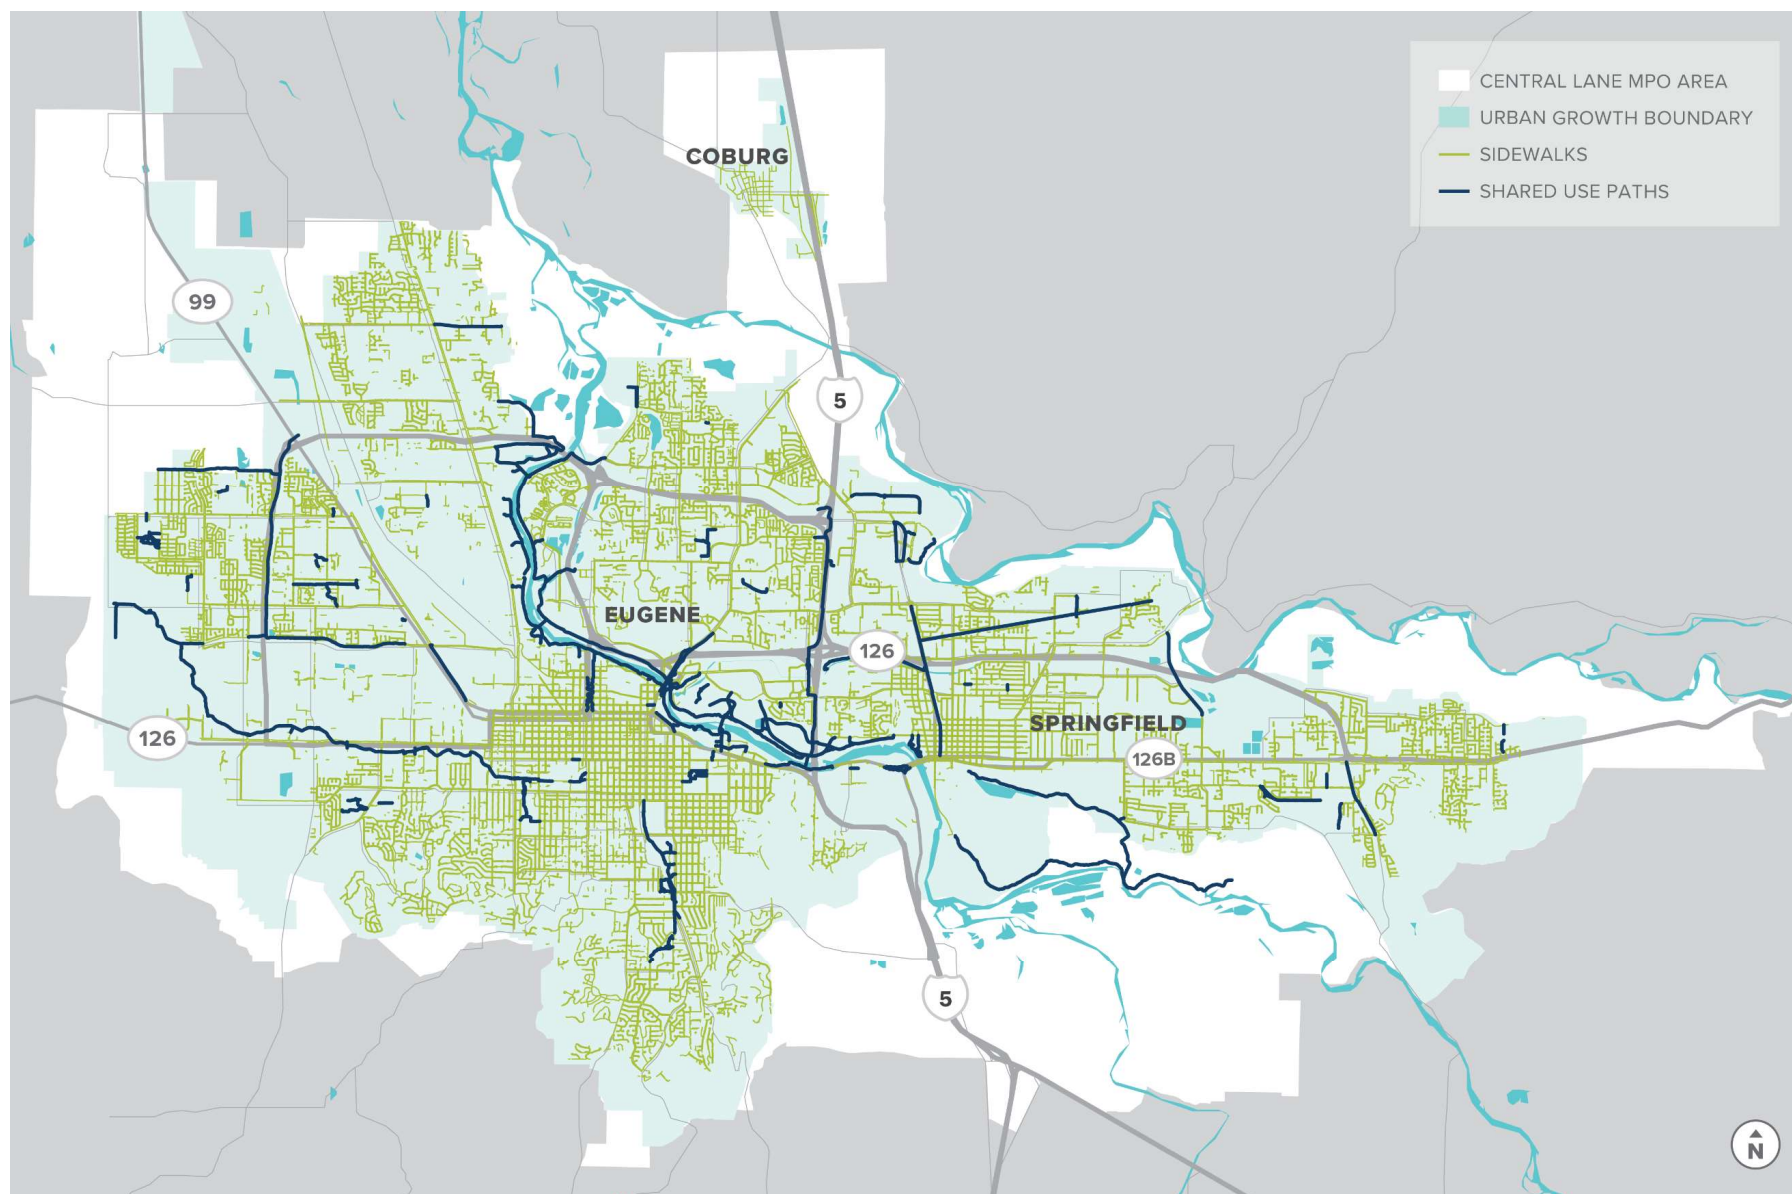 CENTRAL LANE MPO AREA
URBAN GROWTH BOUNDARY
SIDEWALKS
SHARED USE PATHS
COBURG
99
5
EUGENE
126
SPRINGFIELD
126
126B
5
N